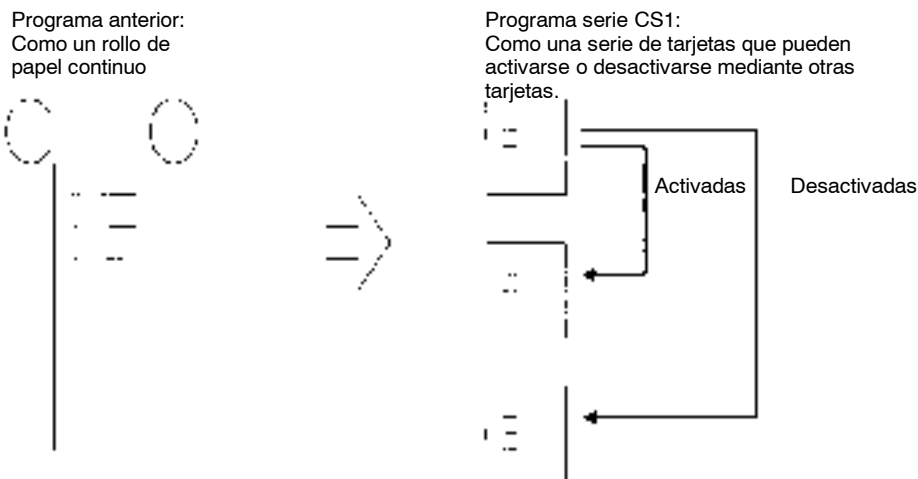 Programa anterior:
Como un rollo de
papel continuo
Programa serie CS1:
Como una serie de tarjetas que pueden
activarse o desactivarse mediante otras
tarjetas.
Activadas
Desactivadas